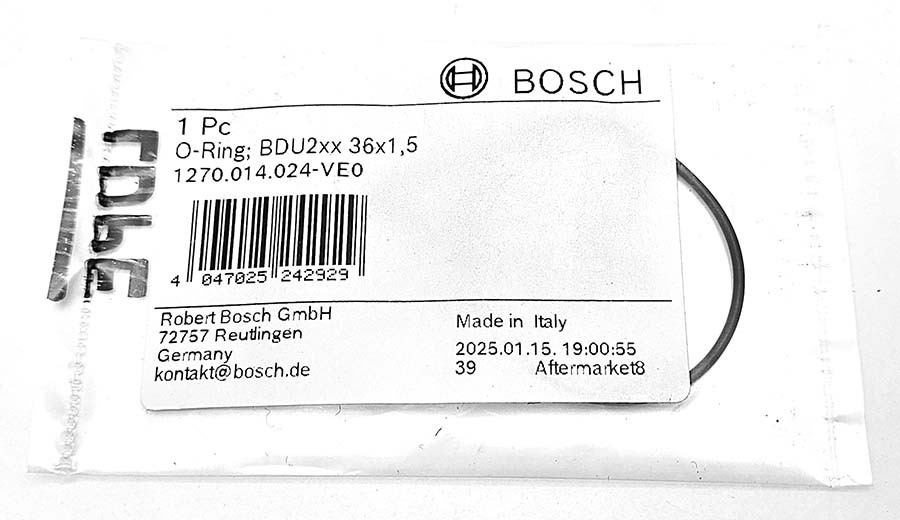 BOSCH
1 Pc
O-Ring; BDU2xx 36x1,5
1270.014.024-VE0
4 047025 242929
Robert Bosch GmbH
72757 Reutlingen
Germany
kontakt@bosch.de
Made in Italy
2025.01.15. 19:00:55
39 Aftermarket8